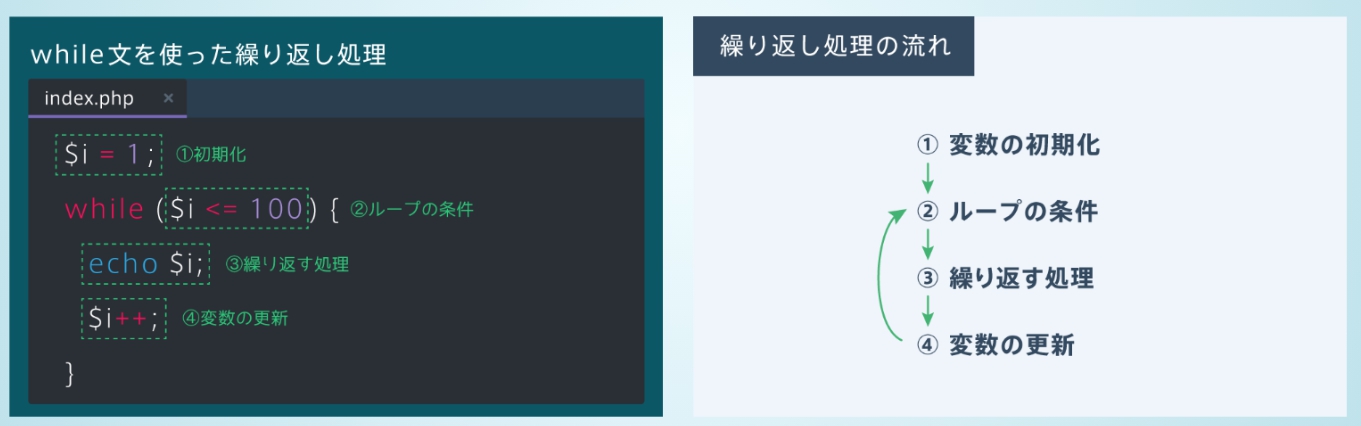 while文を使った繰り返し処理
index.php ×
$i = 1; ①初期化
while ($i <= 100) { ②ループの条件
echo $i; ③繰り返す処理
$i++; ④変数の更新
}
繰り返し処理の流れ
① 変数の初期化
② ループの条件
③ 繰り返す処理
④ 変数の更新